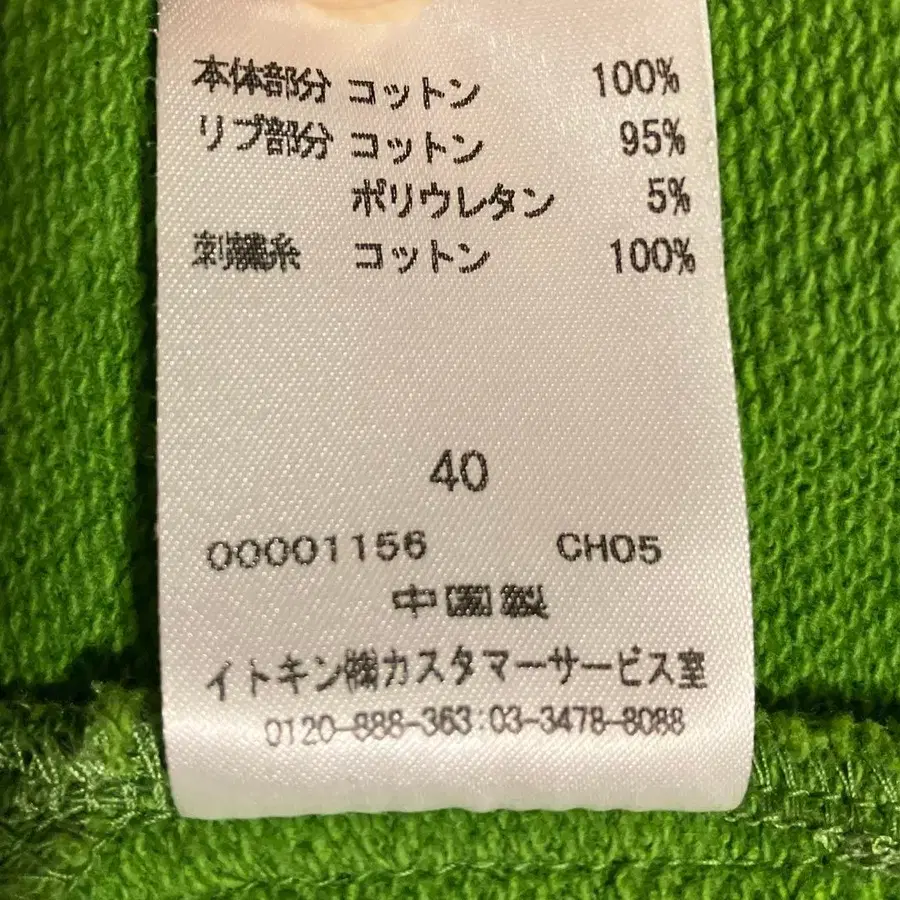 本体部分 コットン 100%
リブ部分 コットン 95%
ポリウレタン 5%
刺繍糸 コットン 100%
40
00001156 CH05
中国製
イトキン㈱カスタマーサービス室
0120-888-363:03-3478-8088